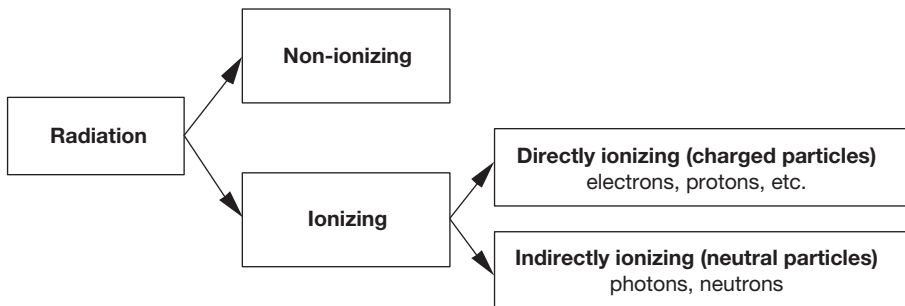 Non-ionizing
Radiation
Ionizing
Directly ionizing (charged particles)
electrons, protons, etc.
Indirectly ionizing (neutral particles)
photons, neutrons